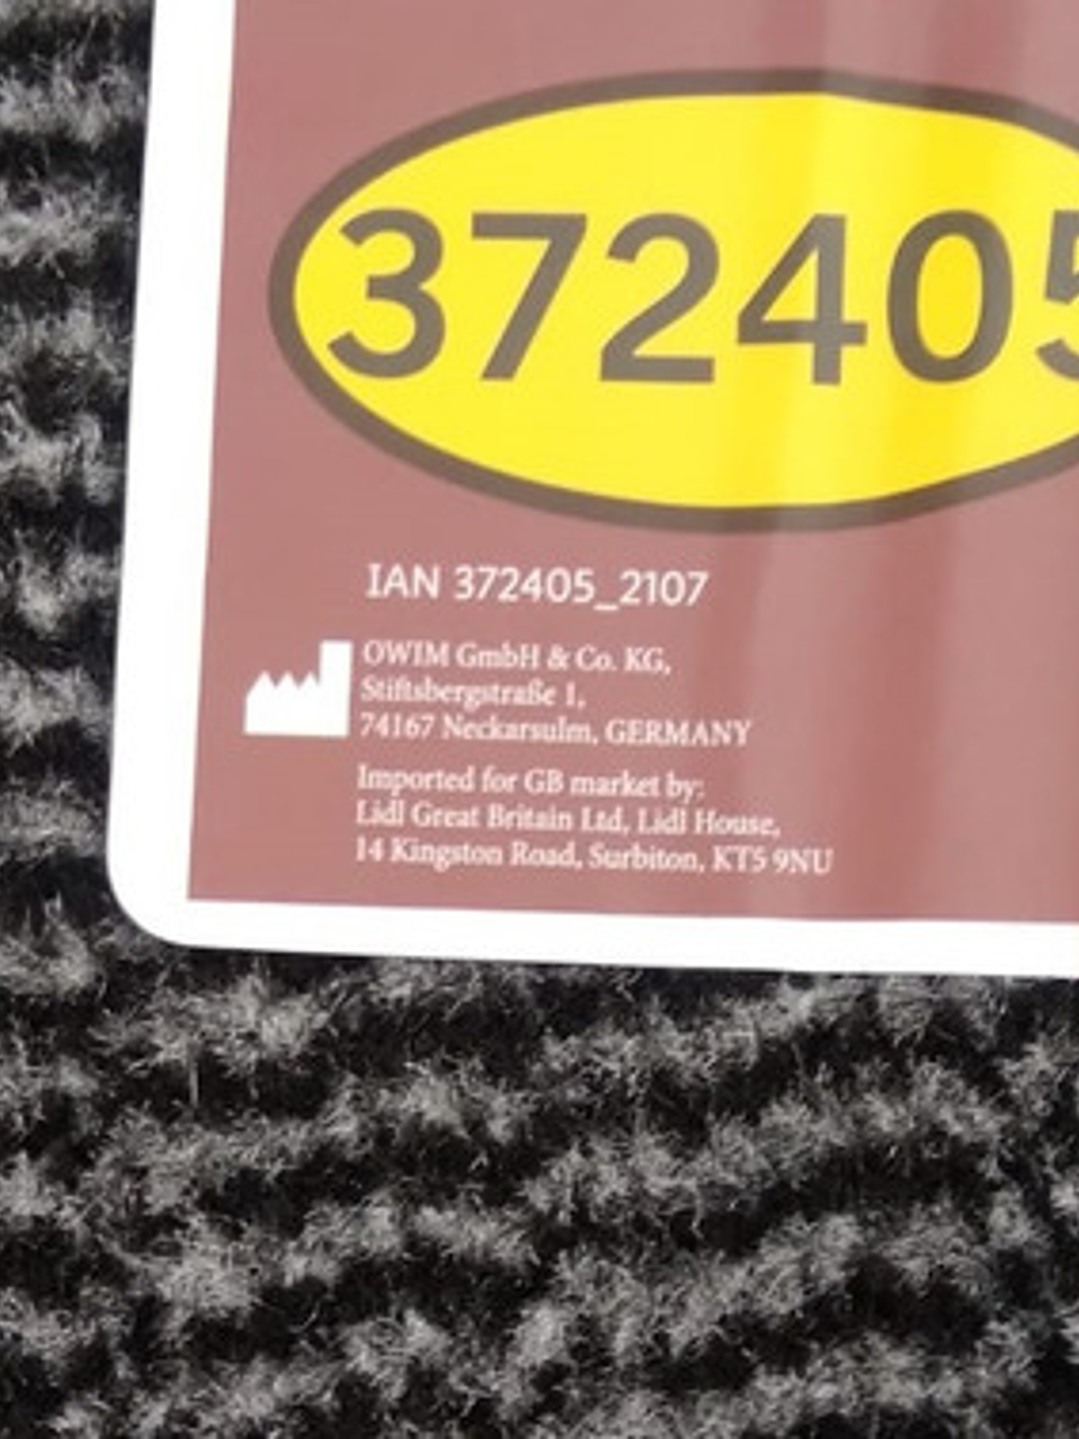 372405
IAN 372405_2107
OWIM GmbH & Co. KG,
Stiftsbergstraße 1,
74167 Neckarsulm, GERMANY
Imported for GB market by:
Lidl Great Britain Ltd, Lidl House,
14 Kingston Road, Surbiton, KT5 9NU